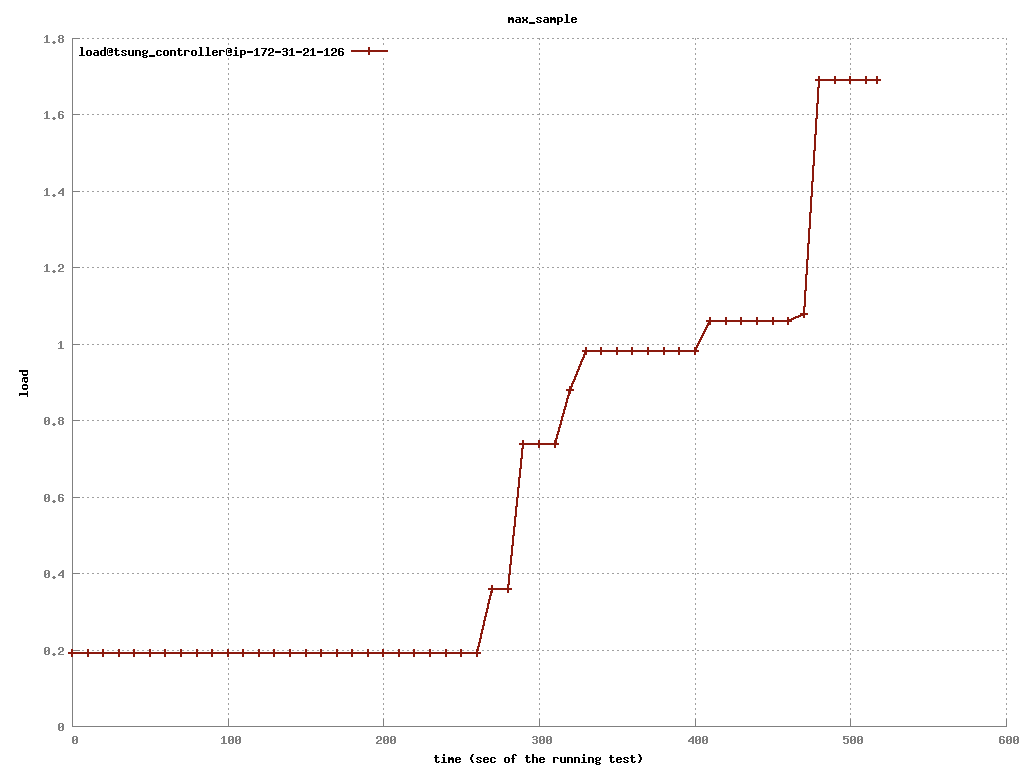 max_sample
load@tsung_controller@ip-172-31-21-126
1.8
1.6
1.4
1.2
1
0.8
0.6
0.4
0.2
0
load
0 100 200 300 400 500 600
time (sec of the running test)